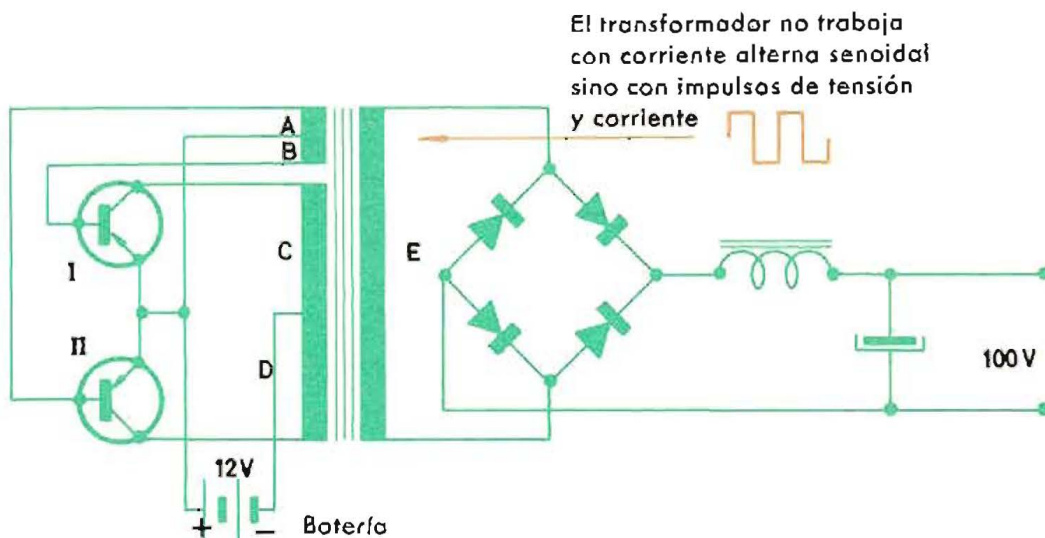 El transformador no trabaja
con corriente alterna senoidal
sino con impulsos de tensión
y corriente
A
B
I
C
E
II
D
100 V
12V
+ − Batería